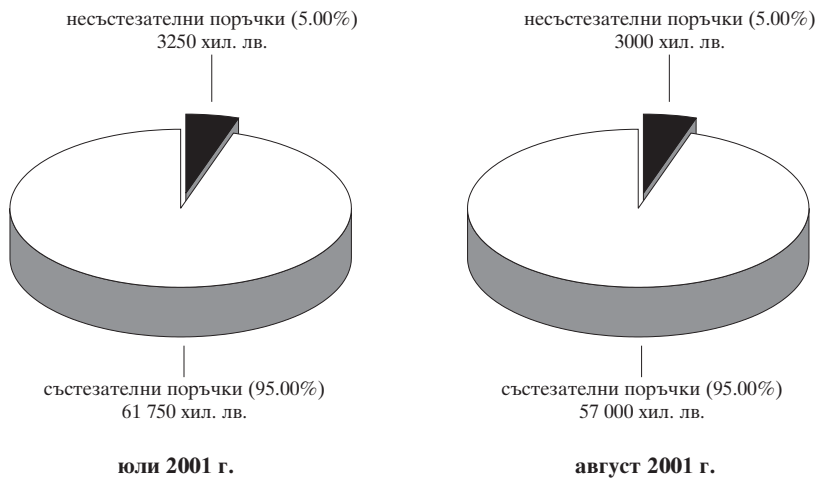 несъстезателни поръчки (5.00%)
3250 хил. лв.
състезателни поръчки (95.00%)
61 750 хил. лв.
юли 2001 г.
несъстезателни поръчки (5.00%)
3000 хил. лв.
състезателни поръчки (95.00%)
57 000 хил. лв.
август 2001 г.